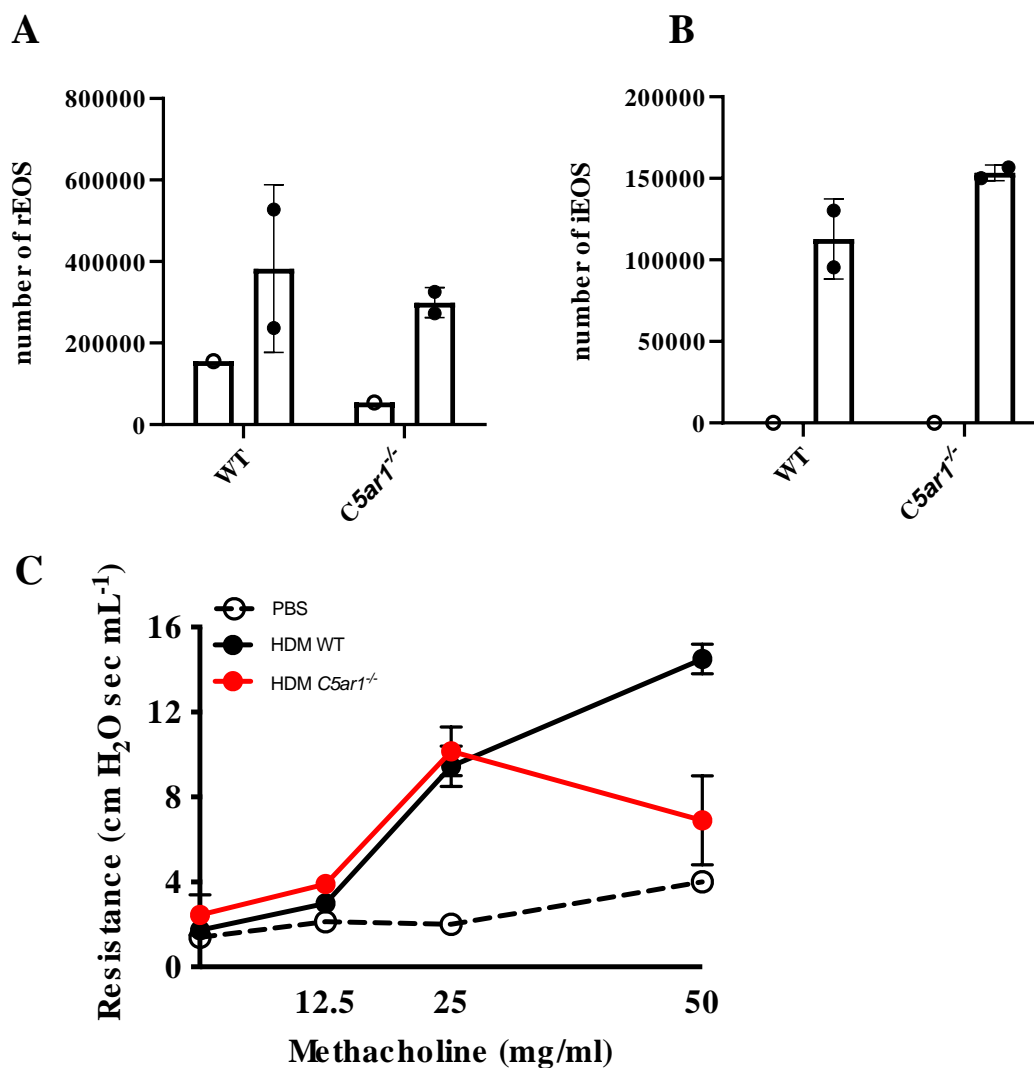 A
number of rEOS
800000
600000
400000
200000
0
WT
C5ar1-/-
B
number of iEOS
200000
150000
100000
50000
0
WT
C5ar1-/-
C
Resistance (cm H2O sec mL-1)
PBS
HDM WT
HDM C5ar1-/-
16
12
8
4
0
12.5 25 50
Methacholine (mg/ml)